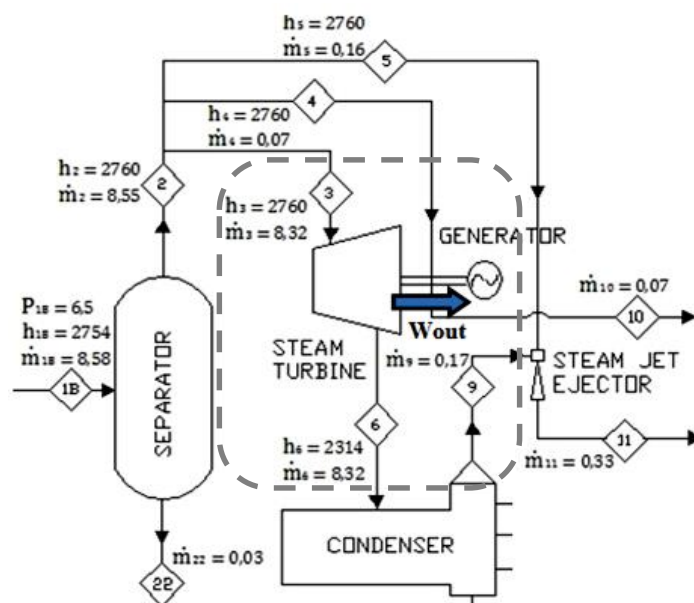 h₅=2760
ṁ₅=0,16
5
4
h₄=2760
ṁ₄=0,07
h₂=2760
ṁ₂=8,55
2
3
h₃=2760
ṁ₃=8,32
GENERATOR
P₁B=6,5
h₁B=2754
ṁ₁B=8,58
1B
SEPARATOR
Wout
ṁ₁₀=0,07
10
STEAM
TURBINE
ṁ₉=0,17
9
STEAM JET
EJECTOR
6
h₆=2314
ṁ₆=8,32
11
ṁ₁₁=0,33
CONDENSER
ṁ₂₂=0,03
22